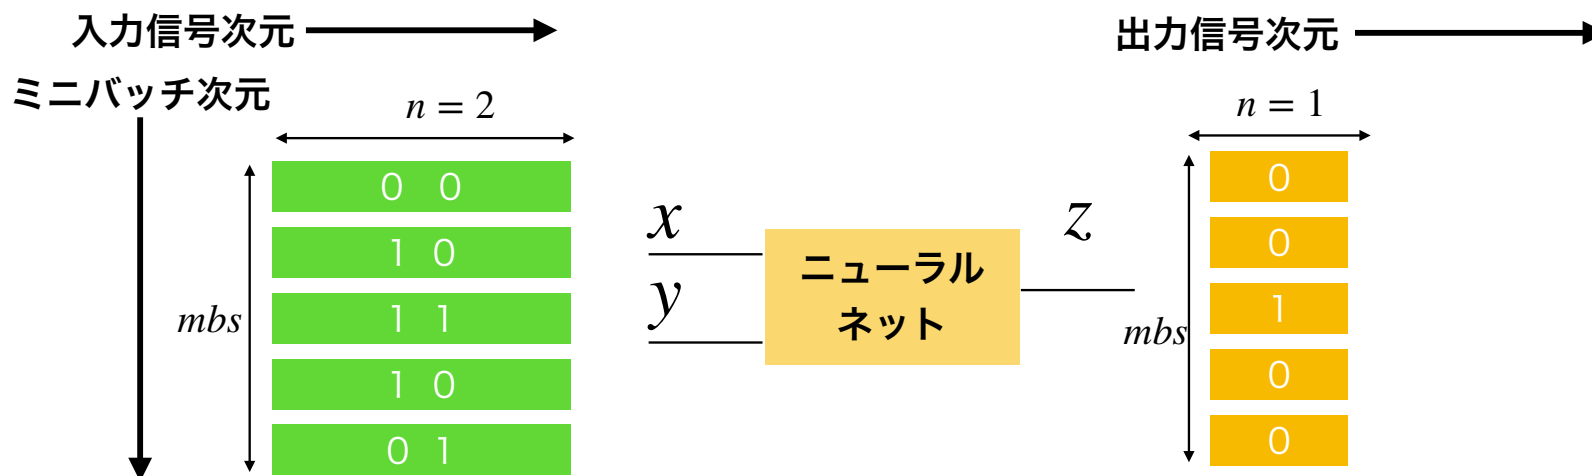 入力信号次元
ミニバッチ次元
n = 2
mbs
0 0
1 0
1 1
1 0
0 1
x
y
ニューラル
ネット
z
出力信号次元
n = 1
mbs
0
0
1
0
0